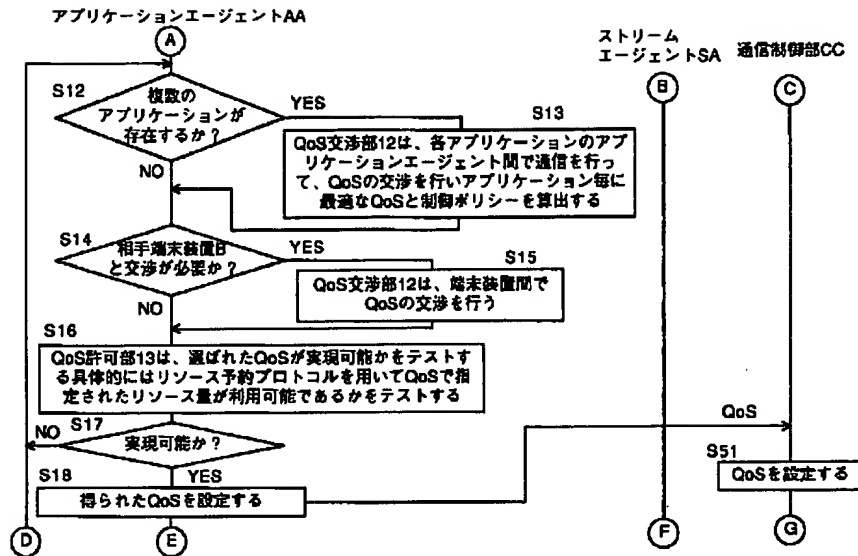 アプリケーションエージェントAA
ストリーム
エージェントSA
通信制御部CC
A
B
C
S12
複数の
アプリケーションが
存在するか?
YES
NO
S13
QoS交渉部12は、各アプリケーションのアプ
リケーションエージェント間で通信を行っ
て、QoSの交渉を行いアプリケーション毎に
最適なQoSと制御ポリシーを算出する
S14
相手端末装置B
と交渉が必要か?
YES
NO
S15
QoS交渉部12は、端末装置間で
QoSの交渉を行う
S16
QoS許可部13は、選ばれたQoSが実現可能かをテストす
る具体的にはリソース予約プロトコルを用いてQoSで指
定されたリソース量が利用可能であるかをテストする
S17
NO
実現可能か?
YES
QoS
S18
得られたQoSを設定する
S51
QoSを設定する
D
E
F
G